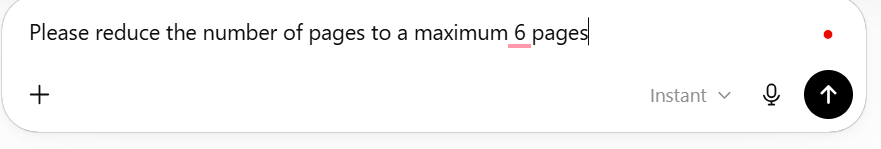 Please reduce the number of pages to a maximum 6 pages
Instant